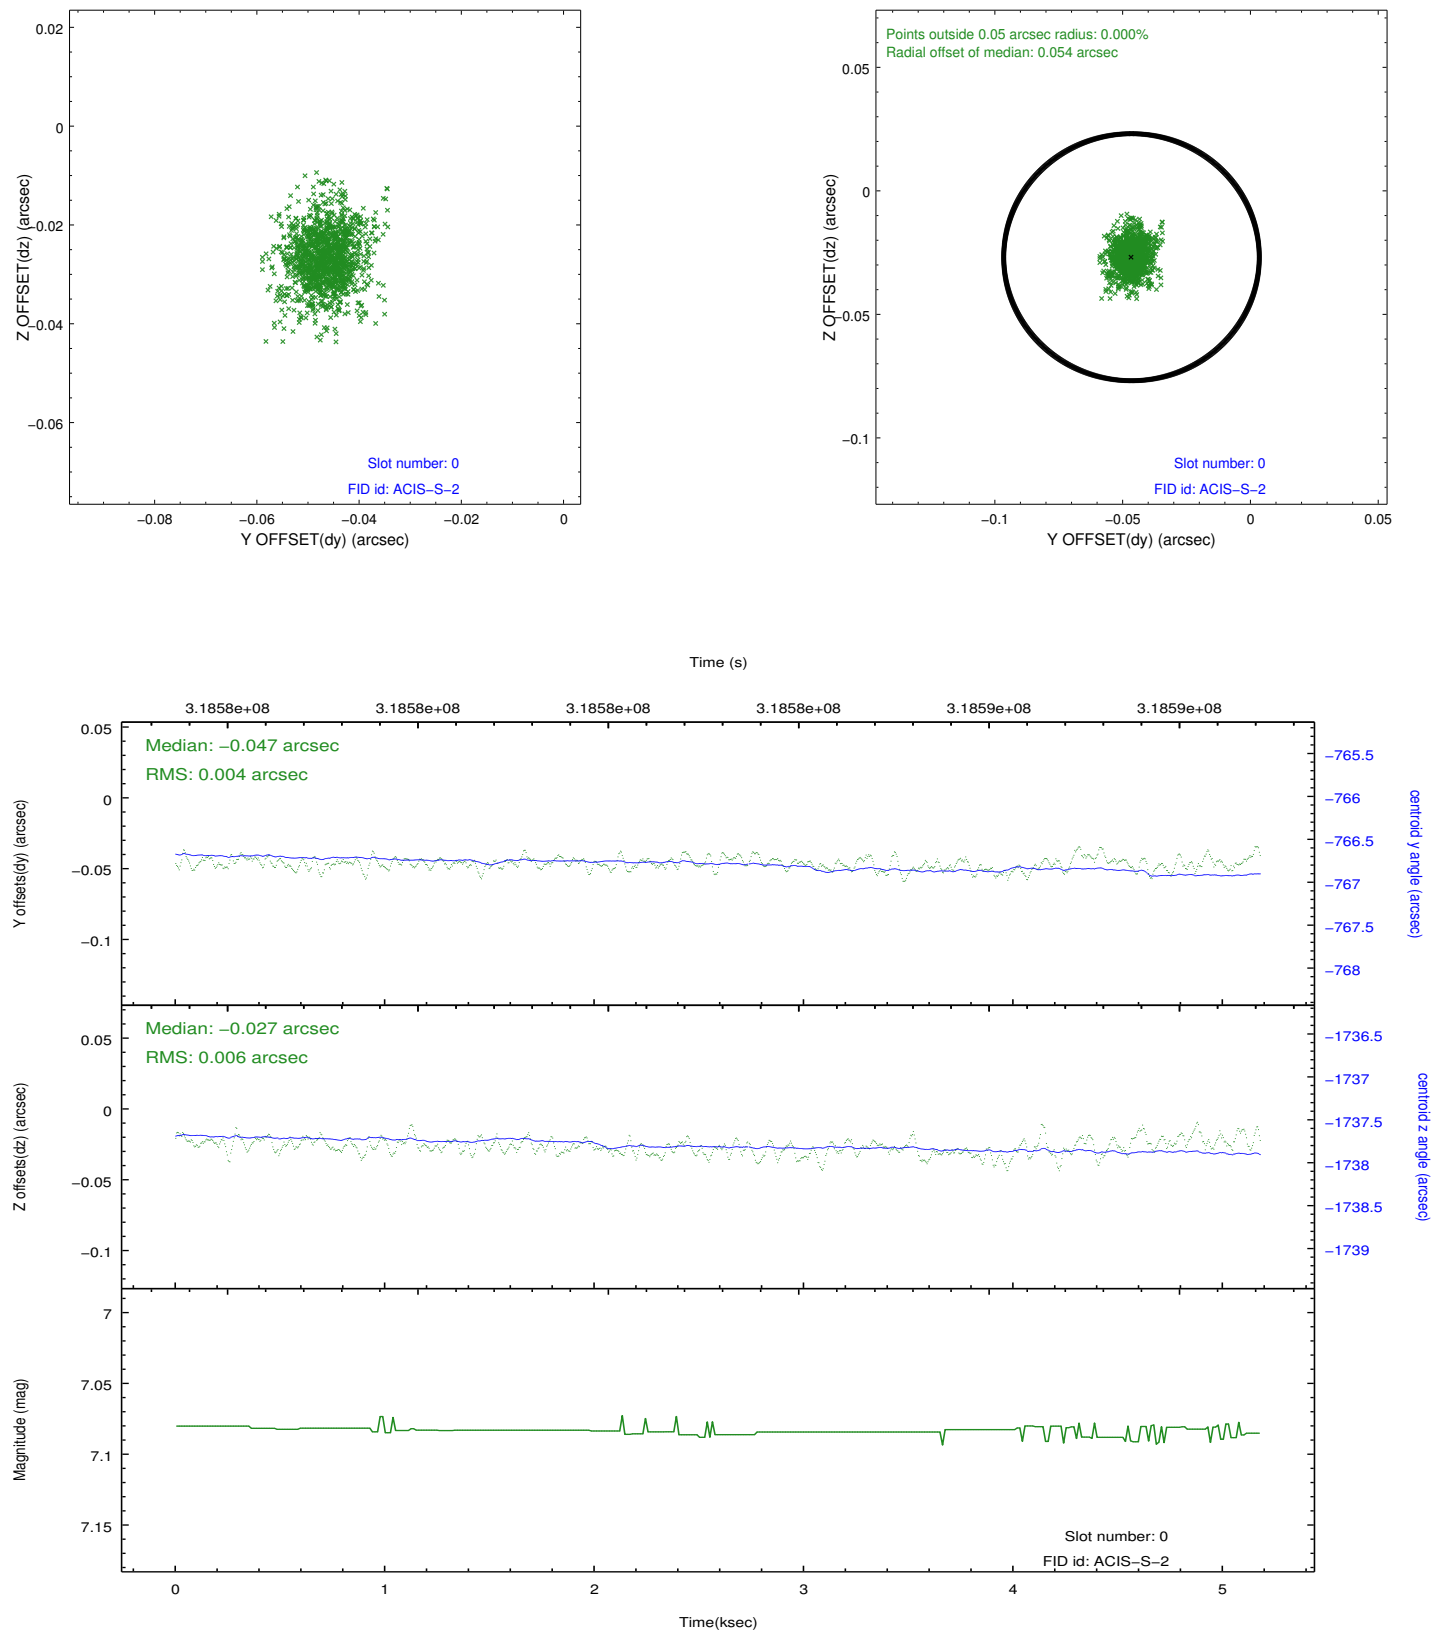 0.02
0
−0.02
−0.04
−0.06
Z OFFSET(dz) (arcsec)
Slot number: 0
FID id: ACIS−S−2
−0.08
−0.06
−0.04
−0.02
0
Y OFFSET(dy) (arcsec)
Points outside 0.05 arcsec radius: 0.000%
Radial offset of median: 0.054 arcsec
0.05
0
−0.05
−0.1
Z OFFSET(dz) (arcsec)
Slot number: 0
FID id: ACIS−S−2
−0.1
−0.05
0
0.05
Y OFFSET(dy) (arcsec)
Time (s)
3.1858e+08
3.1858e+08
3.1858e+08
3.1858e+08
3.1859e+08
3.1859e+08
Median: −0.047 arcsec
RMS: 0.004 arcsec
0.05
0
−0.05
−0.1
Y offsets(dy) (arcsec)
−765.5
−766
−766.5
−767
−767.5
−768
centroid y angle (arcsec)
Median: −0.027 arcsec
RMS: 0.006 arcsec
0.05
0
−0.05
−0.1
Z offsets(dz) (arcsec)
−1736.5
−1737
−1737.5
−1738
−1738.5
−1739
centroid z angle (arcsec)
7
7.05
7.1
7.15
Magnitude (mag)
Slot number: 0
FID id: ACIS−S−2
0
1
2
3
4
5
Time(ksec)